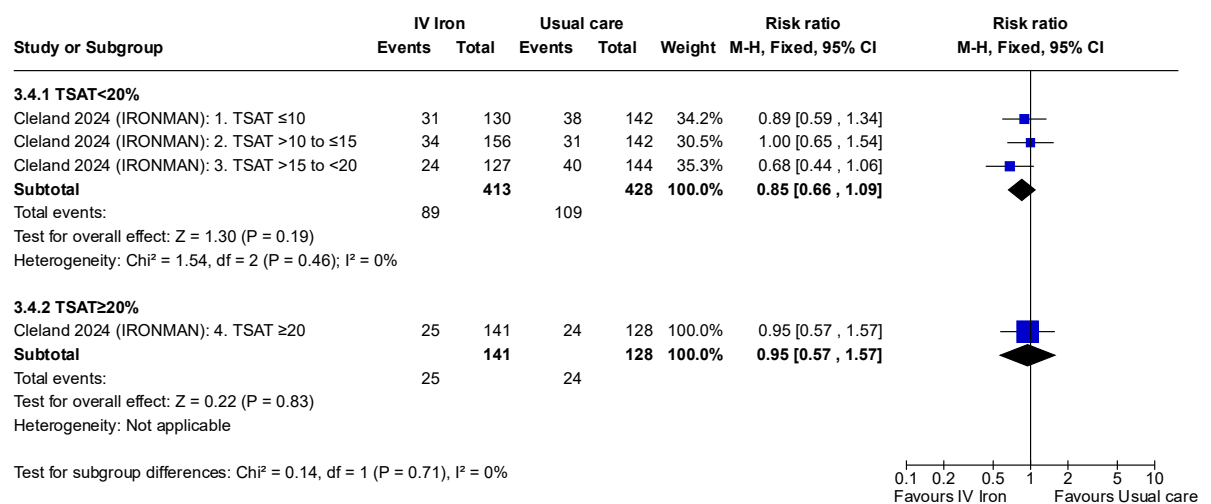 IV Iron Usual care Risk ratio Risk ratio
Study or Subgroup Events Total Events Total Weight M-H, Fixed, 95% CI M-H, Fixed, 95% CI
3.4.1 TSAT<20%
Cleland 2024 (IRONMAN): 1. TSAT ≤10 31 130 38 142 34.2% 0.89 [0.59 , 1.34]
Cleland 2024 (IRONMAN): 2. TSAT >10 to ≤15 34 156 31 142 30.5% 1.00 [0.65 , 1.54]
Cleland 2024 (IRONMAN): 3. TSAT >15 to <20 24 127 40 144 35.3% 0.68 [0.44 , 1.06]
Subtotal 413 428 100.0% 0.85 [0.66 , 1.09]
Total events: 89 109
Test for overall effect: Z = 1.30 (P = 0.19)
Heterogeneity: Chi² = 1.54, df = 2 (P = 0.46); I² = 0%
3.4.2 TSAT≥20%
Cleland 2024 (IRONMAN): 4. TSAT ≥20 25 141 24 128 100.0% 0.95 [0.57 , 1.57]
Subtotal 141 128 100.0% 0.95 [0.57 , 1.57]
Total events: 25 24
Test for overall effect: Z = 0.22 (P = 0.83)
Heterogeneity: Not applicable
Test for subgroup differences: Chi² = 0.14, df = 1 (P = 0.71), I² = 0%
0.1 0.2 0.5 1 2 5 10
Favours IV Iron Favours Usual care